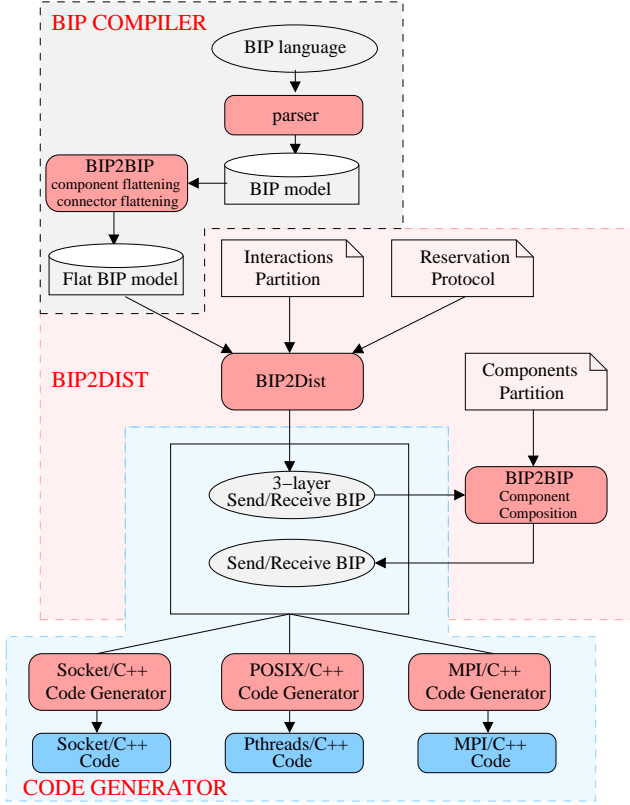 BIP COMPILER
BIP language
parser
BIP2BIP
component flattening
connector flattening
BIP model
Flat BIP model
Interactions
Partition
Reservation
Protocol
BIP2DIST
BIP2Dist
Components
Partition
3−layer
Send/Receive BIP
BIP2BIP
Component
Composition
Send/Receive BIP
Socket/C++
Code Generator
POSIX/C++
Code Generator
MPI/C++
Code Generator
Socket/C++
Code
Pthreads/C++
Code
MPI/C++
Code
CODE GENERATOR